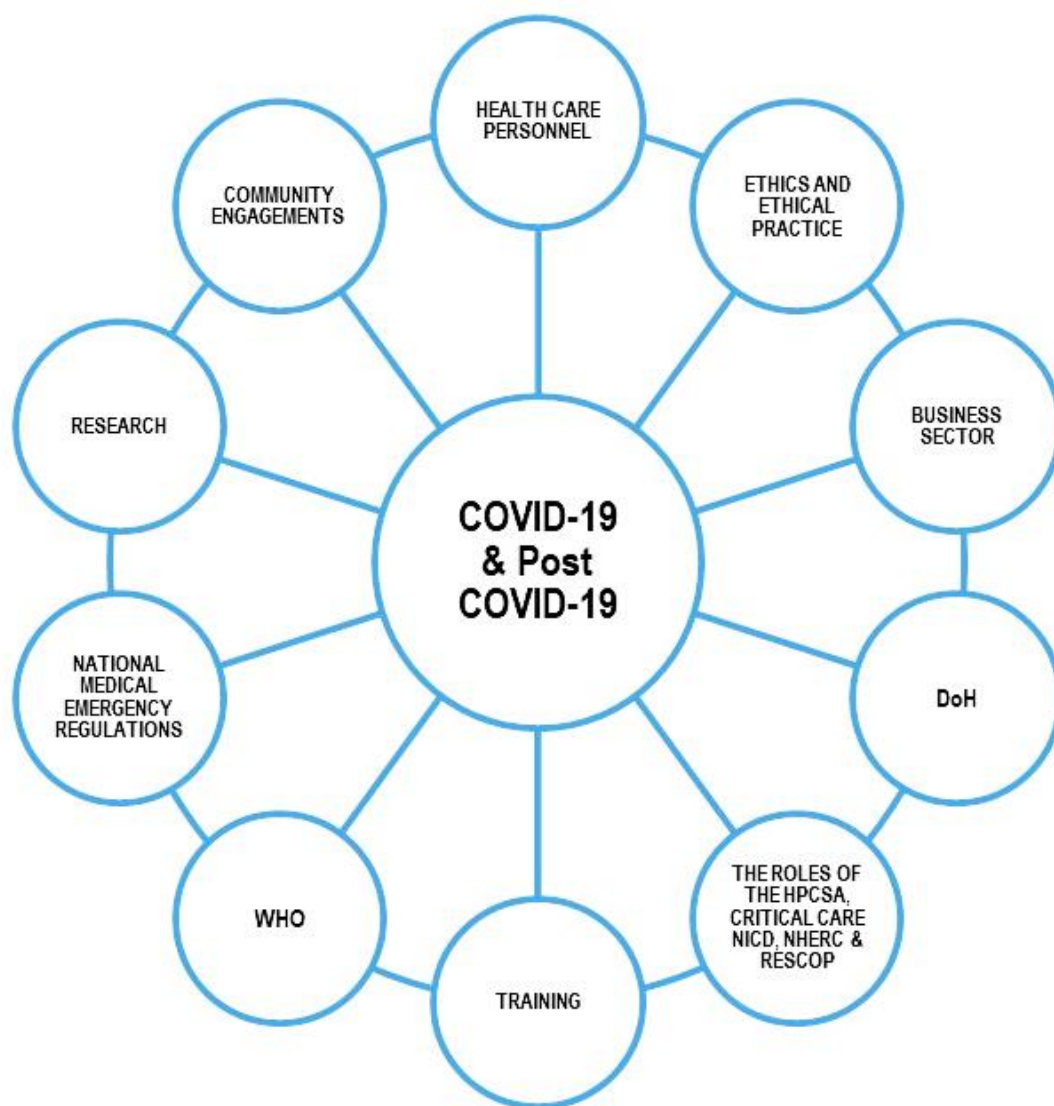 HEALTH CARE
PERSONNEL
ETHICS AND
ETHICAL
PRACTICE
BUSINESS
SECTOR
DoH
THE ROLES OF
THE HPCSA,
CRITICAL CARE
NICD, NHERC &
RESCOP
TRAINING
WHO
NATIONAL
MEDICAL
EMERGENCY
REGULATIONS
RESEARCH
COMMUNITY
ENGAGEMENTS
COVID-19
& Post
COVID-19